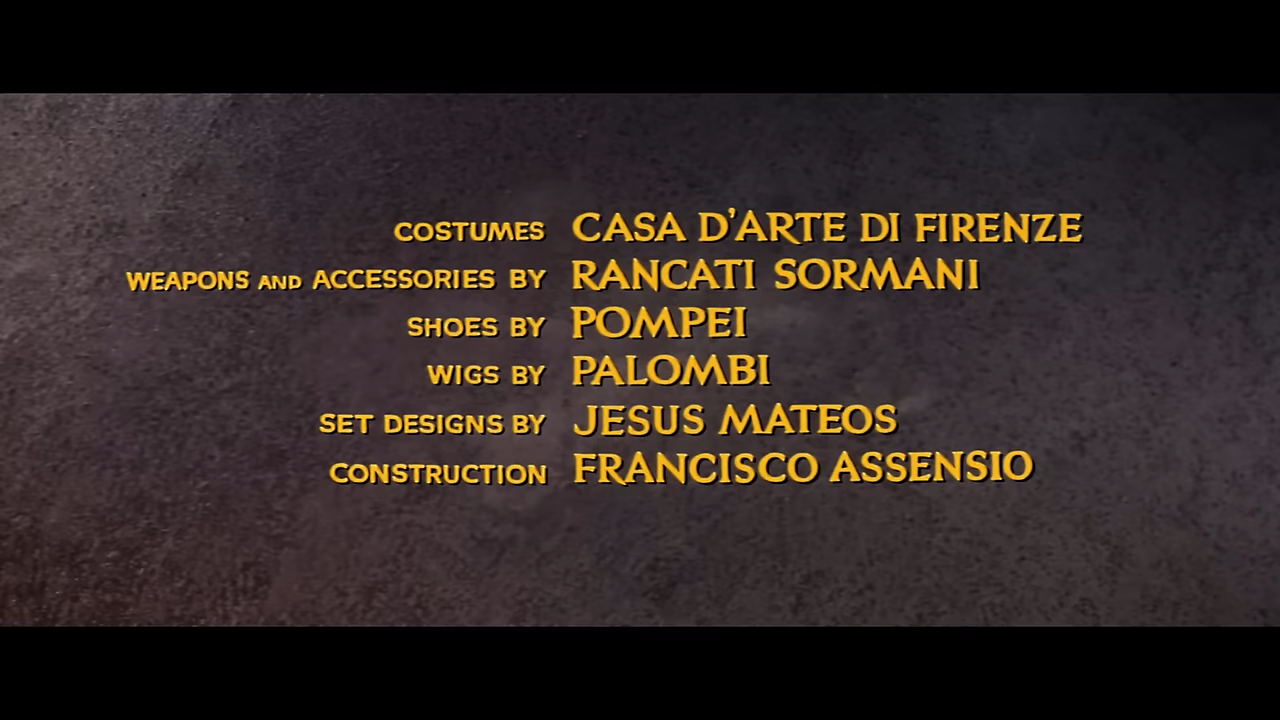 COSTUMES CASA D'ARTE DI FIRENZE
WEAPONS AND ACCESSORIES BY RANCATI SORMANI
SHOES BY POMPEI
WIGS BY PALOMBI
SET DESIGNS BY JESUS MATEOS
CONSTRUCTION FRANCISCO ASSENSIO